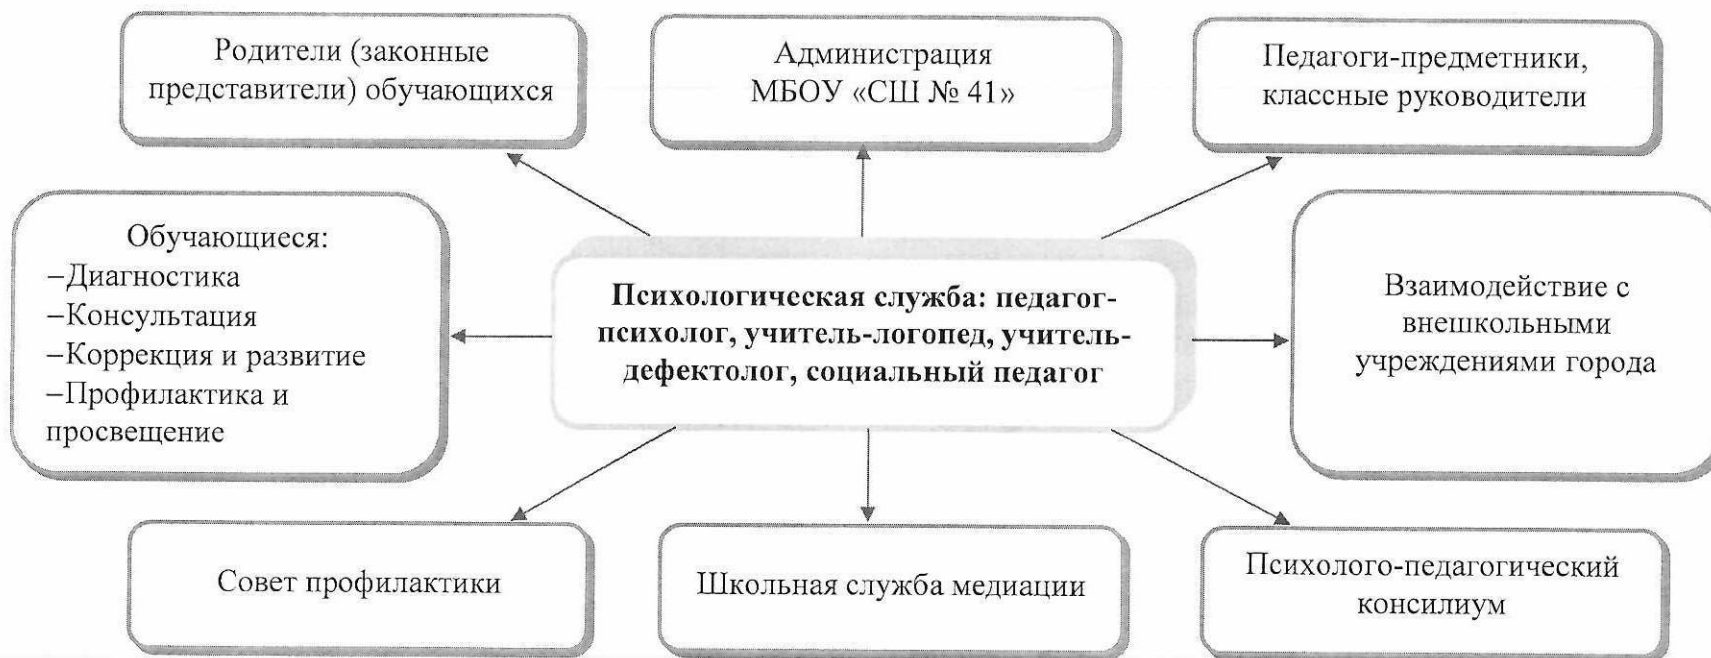 Родители (законные
представители) обучающихся
Администрация
МБОУ «СШ № 41»
Педагоги-предметники,
классные руководители
Обучающиеся:
–Диагностика
–Консультация
–Коррекция и развитие
–Профилактика и
просвещение
Психологическая служба: педагог-
психолог, учитель-логопед, учитель-
дефектолог, социальный педагог
Взаимодействие с
внешкольными
учреждениями города
Совет профилактики
Школьная служба медиации
Психолого-педагогический
консилиум